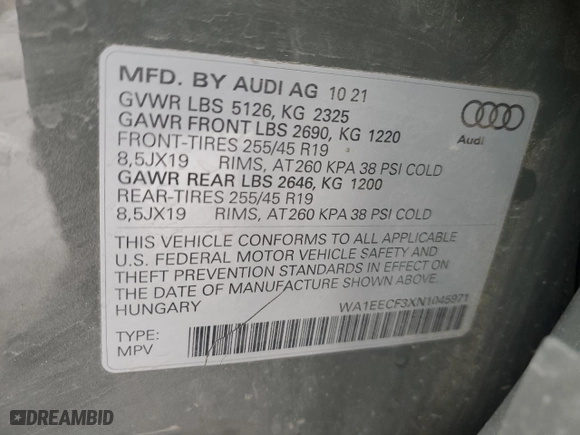 MFD. BY AUDI AG 10 21
GVWR LBS 5126, KG 2325
GAWR FRONT LBS 2690, KG 1220
FRONT-TIRES 255/45 R19
8,5JX19 RIMS, AT260 KPA 38 PSI COLD
GAWR REAR LBS 2646, KG 1200
REAR-TIRES 255/45 R19
8,5JX19 RIMS, AT260 KPA 38 PSI COLD
Audi
THIS VEHICLE CONFORMS TO ALL APPLICABLE
U.S. FEDERAL MOTOR VEHICLE SAFETY AND
THEFT PREVENTION STANDARDS IN EFFECT ON
THE DATE OF MANUFACTURE SHOWN ABOVE.
HUNGARY
WA1EECF3XN1045971
TYPE:
MPV
DREAMBID